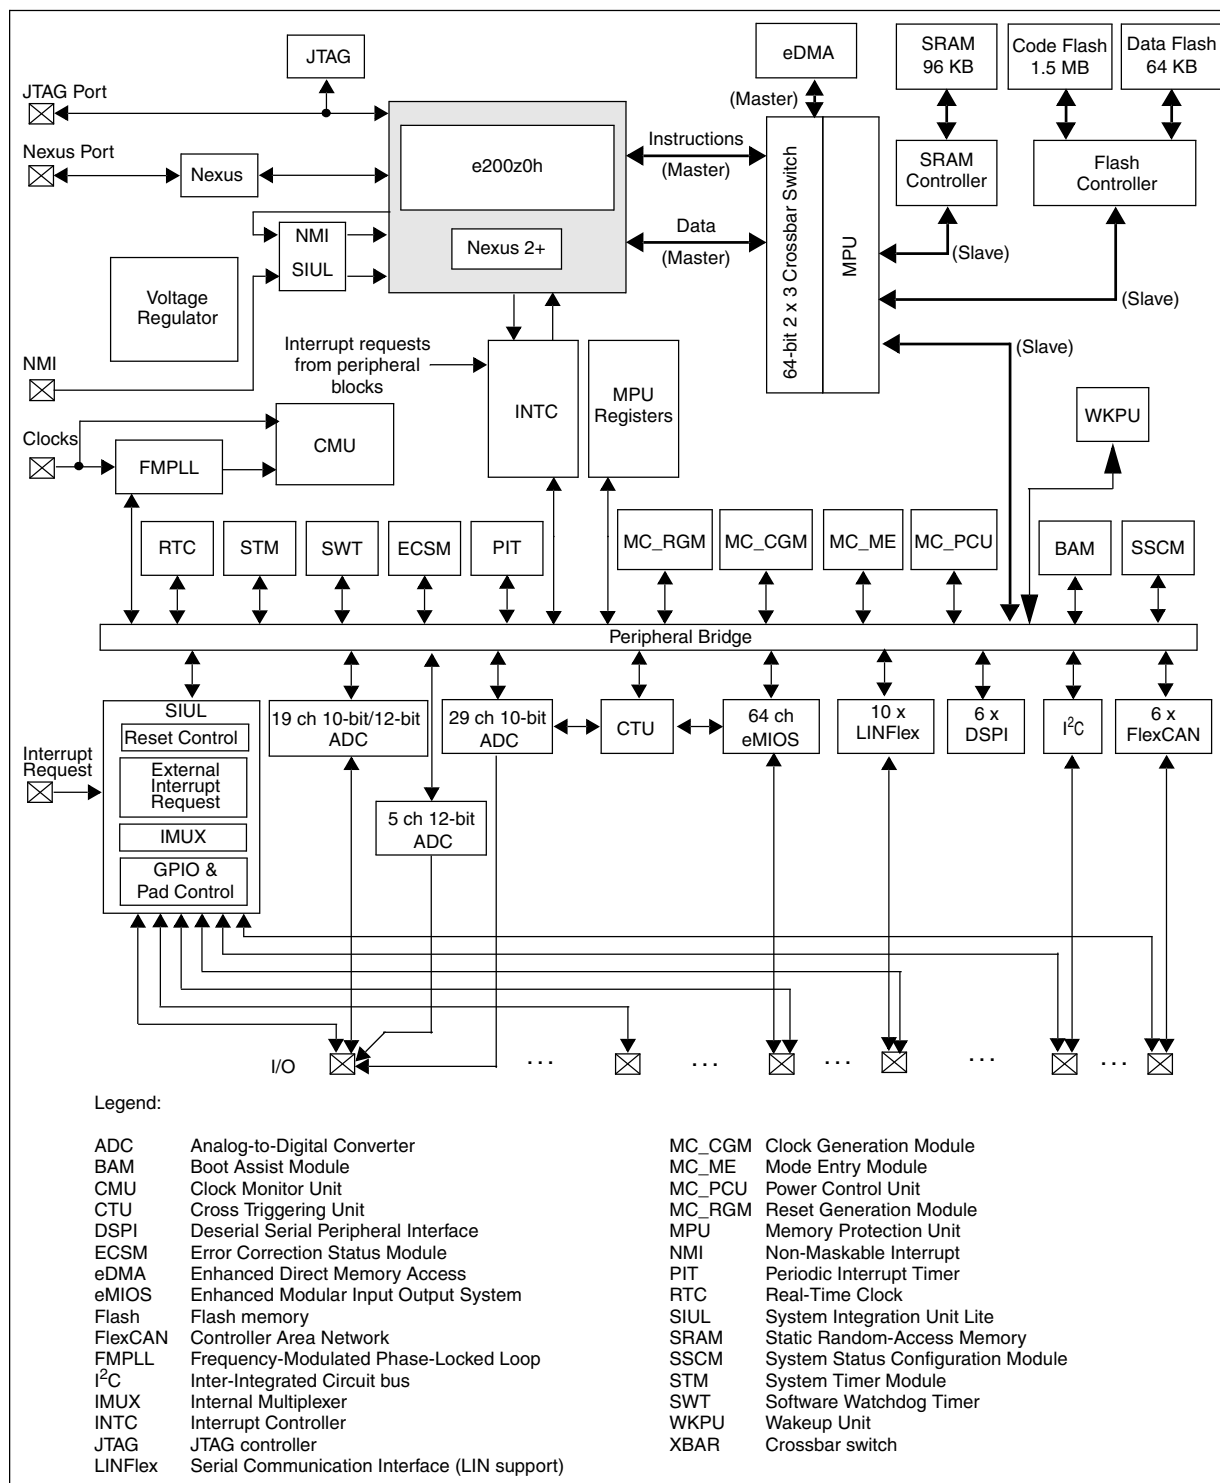 JTAG
eDMA
SRAM
96 KB
Code Flash
1.5 MB
Data Flash
64 KB
JTAG Port
(Master)
Nexus Port
Nexus
e200z0h
Instructions
(Master)
64-bit 2 x 3 Crossbar Switch
MPU
SRAM
Controller
Flash
Controller
NMI
SIUL
Nexus 2+
Data
(Master)
(Slave)
(Slave)
(Slave)
Voltage
Regulator
NMI
Interrupt requests
from peripheral
blocks
INTC
MPU
Registers
WKPU
Clocks
CMU
FMPLL
RTC
STM
SWT
ECSM
PIT
MC_RGM
MC_CGM
MC_ME
MC_PCU
BAM
SSCM
Peripheral Bridge
SIUL
Reset Control
External
Interrupt
Request
IMUX
GPIO &
Pad Control
Interrupt
Request
19 ch 10-bit/12-bit
ADC
29 ch 10-bit
ADC
CTU
64 ch
eMIOS
10 x
LINFlex
6 x
DSPI
I2C
6 x
FlexCAN
5 ch 12-bit
ADC
I/O
. . .
. . .
. . .
. . .
. . .
Legend:
ADC Analog-to-Digital Converter
BAM Boot Assist Module
CMU Clock Monitor Unit
CTU Cross Triggering Unit
DSPI Deserial Serial Peripheral Interface
ECSM Error Correction Status Module
eDMA Enhanced Direct Memory Access
eMIOS Enhanced Modular Input Output System
Flash Flash memory
FlexCAN Controller Area Network
FMPLL Frequency-Modulated Phase-Locked Loop
I2C Inter-Integrated Circuit bus
IMUX Internal Multiplexer
INTC Interrupt Controller
JTAG JTAG controller
LINFlex Serial Communication Interface (LIN support)
MC_CGM Clock Generation Module
MC_ME Mode Entry Module
MC_PCU Power Control Unit
MC_RGM Reset Generation Module
MPU Memory Protection Unit
NMI Non-Maskable Interrupt
PIT Periodic Interrupt Timer
RTC Real-Time Clock
SIUL System Integration Unit Lite
SRAM Static Random-Access Memory
SSCM System Status Configuration Module
STM System Timer Module
SWT Software Watchdog Timer
WKPU Wakeup Unit
XBAR Crossbar switch